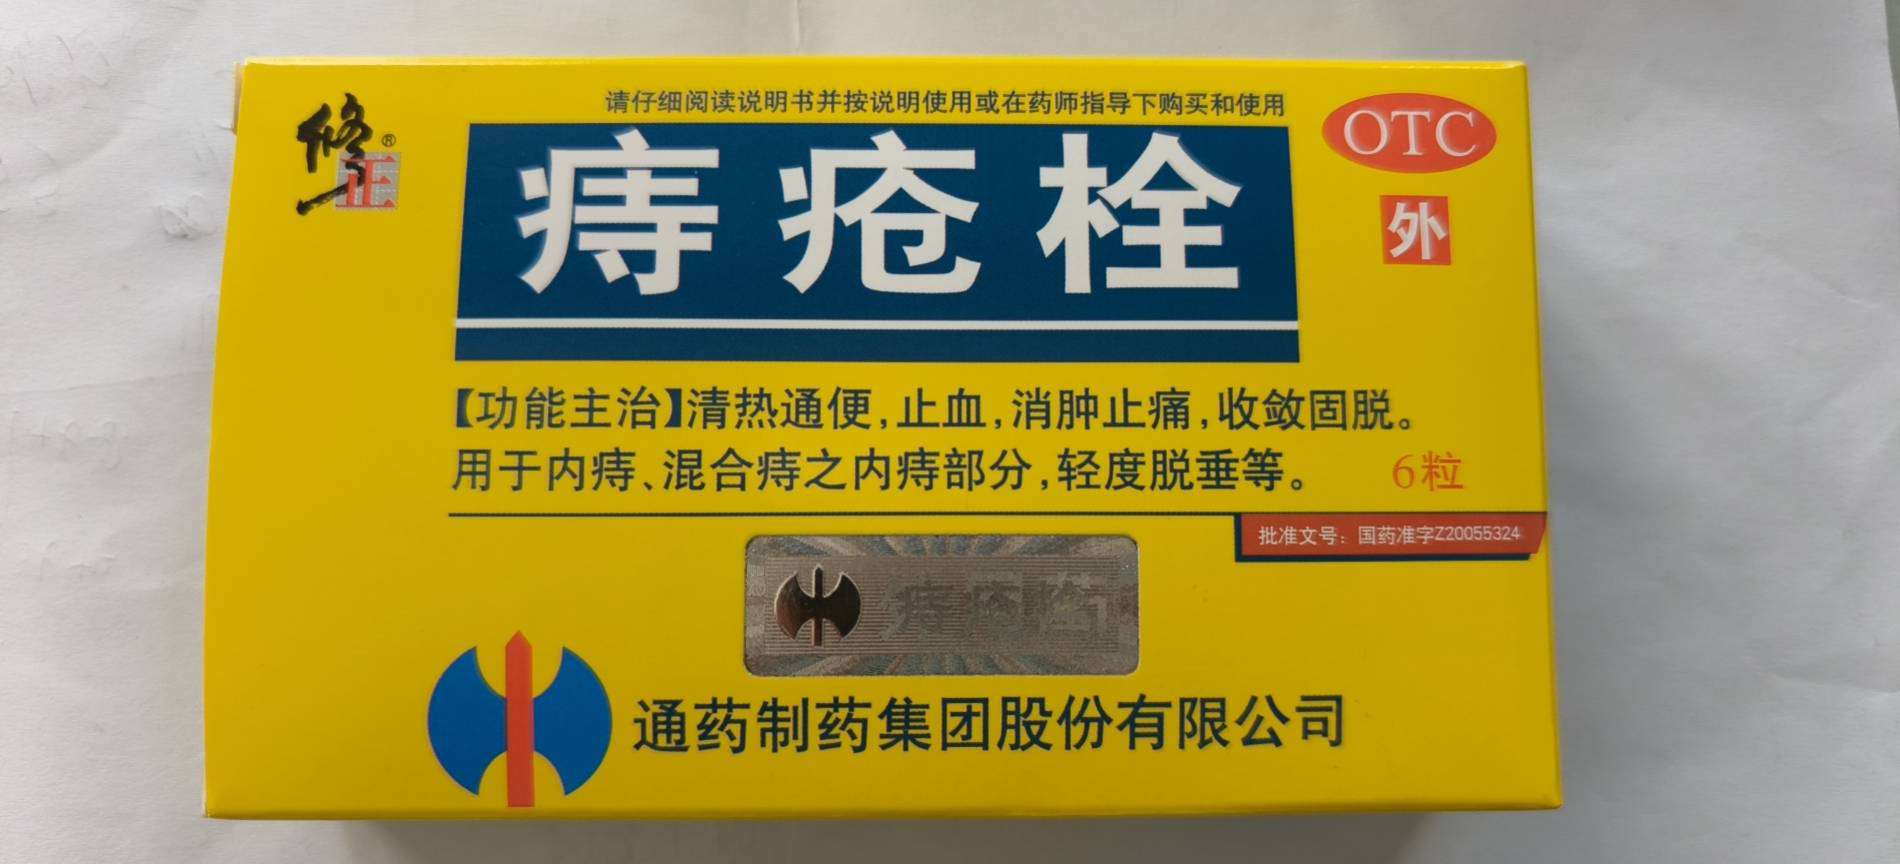 请仔细阅读说明书并按说明使用或在药师指导下购买和使用
修正®
OTC
痔疮栓
外
【功能主治】清热通便,止血,消肿止痛,收敛固脱。
用于内痔、混合痔之内痔部分,轻度脱垂等。
6粒
批准文号：国药准字Z20055324
痔疮栓
通药制药集团股份有限公司